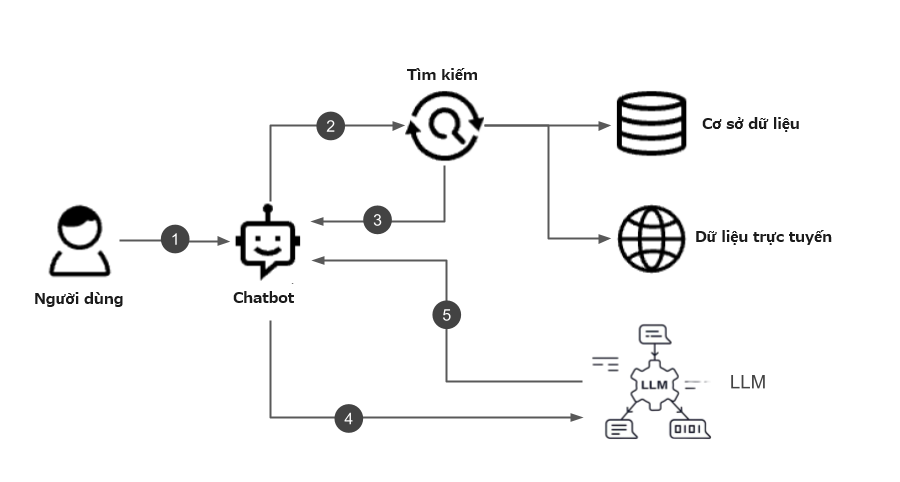 Tìm kiếm
2
Cơ sở dữ liệu
3
1
Dữ liệu trực tuyến
Người dùng
Chatbot
5
LLM
LLM
4
0101